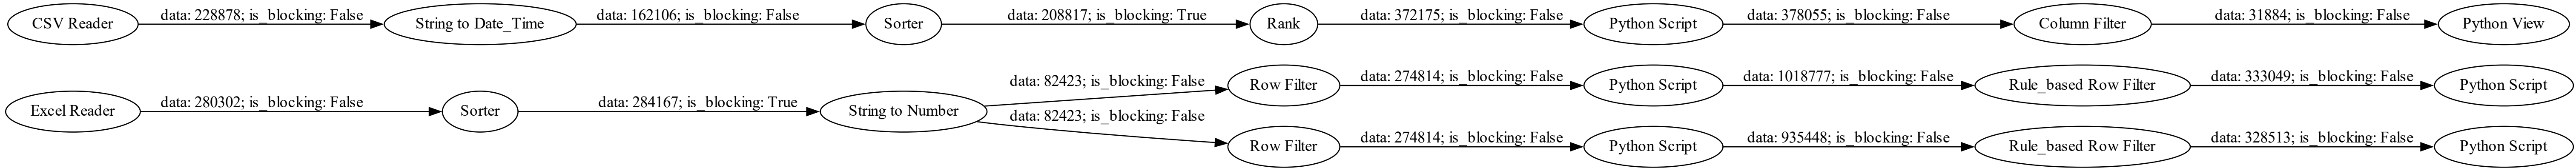 CSV Reader data: 228878; is_blocking: False String to Date_Time data: 162106; is_blocking: False Sorter data: 208817; is_blocking: True Rank data: 372175; is_blocking: False Python Script data: 378055; is_blocking: False Column Filter data: 31884; is_blocking: False Python View
data: 82423; is_blocking: False Row Filter data: 274814; is_blocking: False Python Script data: 1018777; is_blocking: False Rule_based Row Filter data: 333049; is_blocking: False Python Script
Excel Reader data: 280302; is_blocking: False Sorter data: 284167; is_blocking: True String to Number
data: 82423; is_blocking: False Row Filter data: 274814; is_blocking: False Python Script data: 935448; is_blocking: False Rule_based Row Filter data: 328513; is_blocking: False Python Script